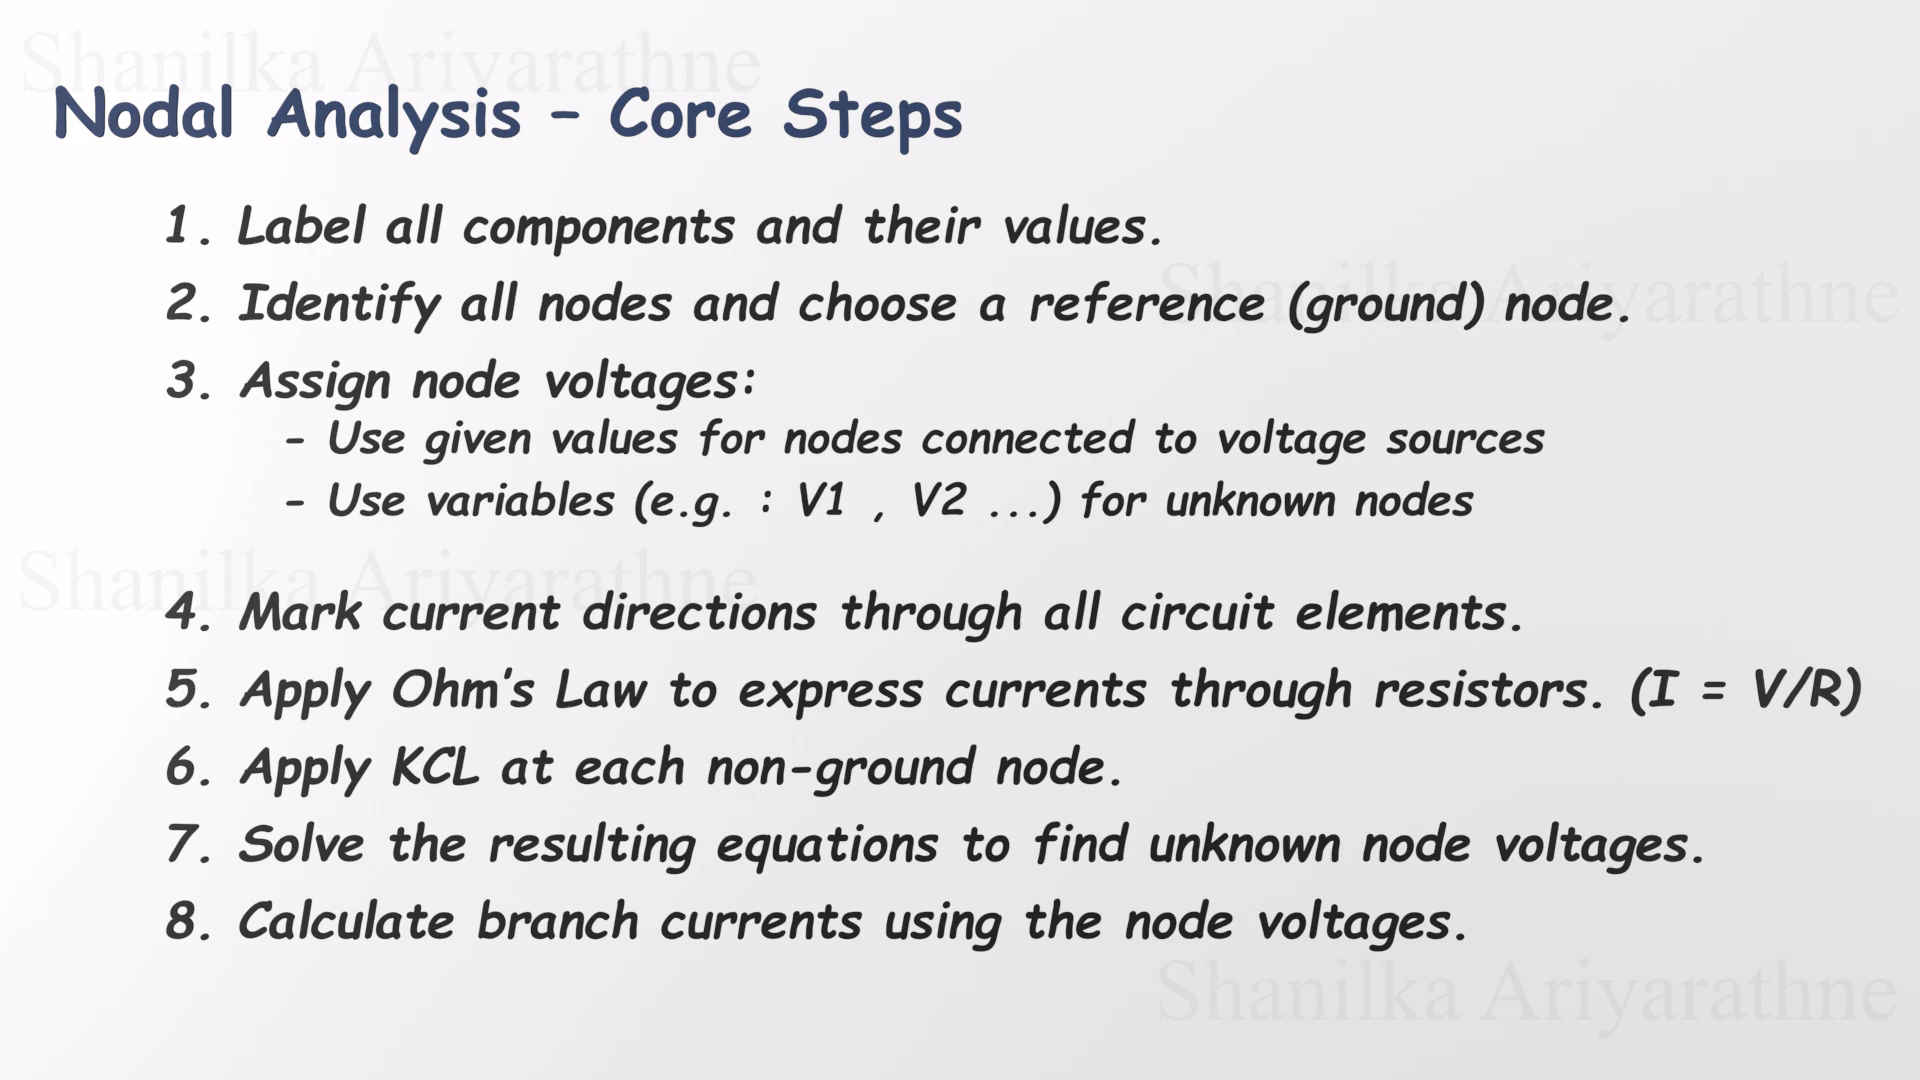 Shanilka Ariyarathne
Nodal Analysis – Core Steps
1. Label all components and their values.
Shanilka Ariyarathne
2. Identify all nodes and choose a reference (ground) node.
3. Assign node voltages:
- Use given values for nodes connected to voltage sources
- Use variables (e.g. : V1 , V2 ...) for unknown nodes
Shanilka Ariyarathne
4. Mark current directions through all circuit elements.
5. Apply Ohm's Law to express currents through resistors. (I = V/R)
6. Apply KCL at each non-ground node.
7. Solve the resulting equations to find unknown node voltages.
8. Calculate branch currents using the node voltages.
Shanilka Ariyarathne